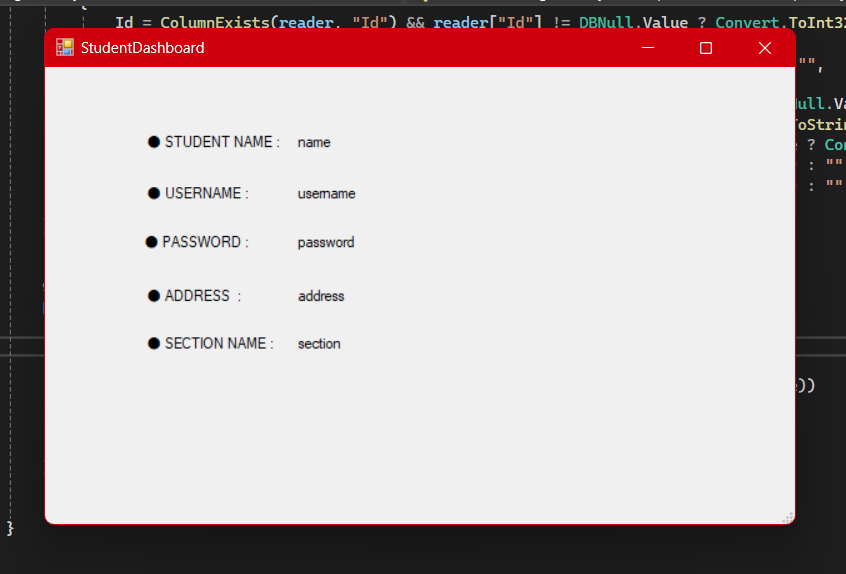 Id = ColumnExists(reader, "Id") && reader["Id"] != DBNull.Value ? Convert.ToInt32
StudentDashboard
"",
ull.Va
oStrin
? Con
: ""
: ""
● STUDENT NAME : name
● USERNAME : username
● PASSWORD : password
● ADDRESS : address
● SECTION NAME : section
))
}